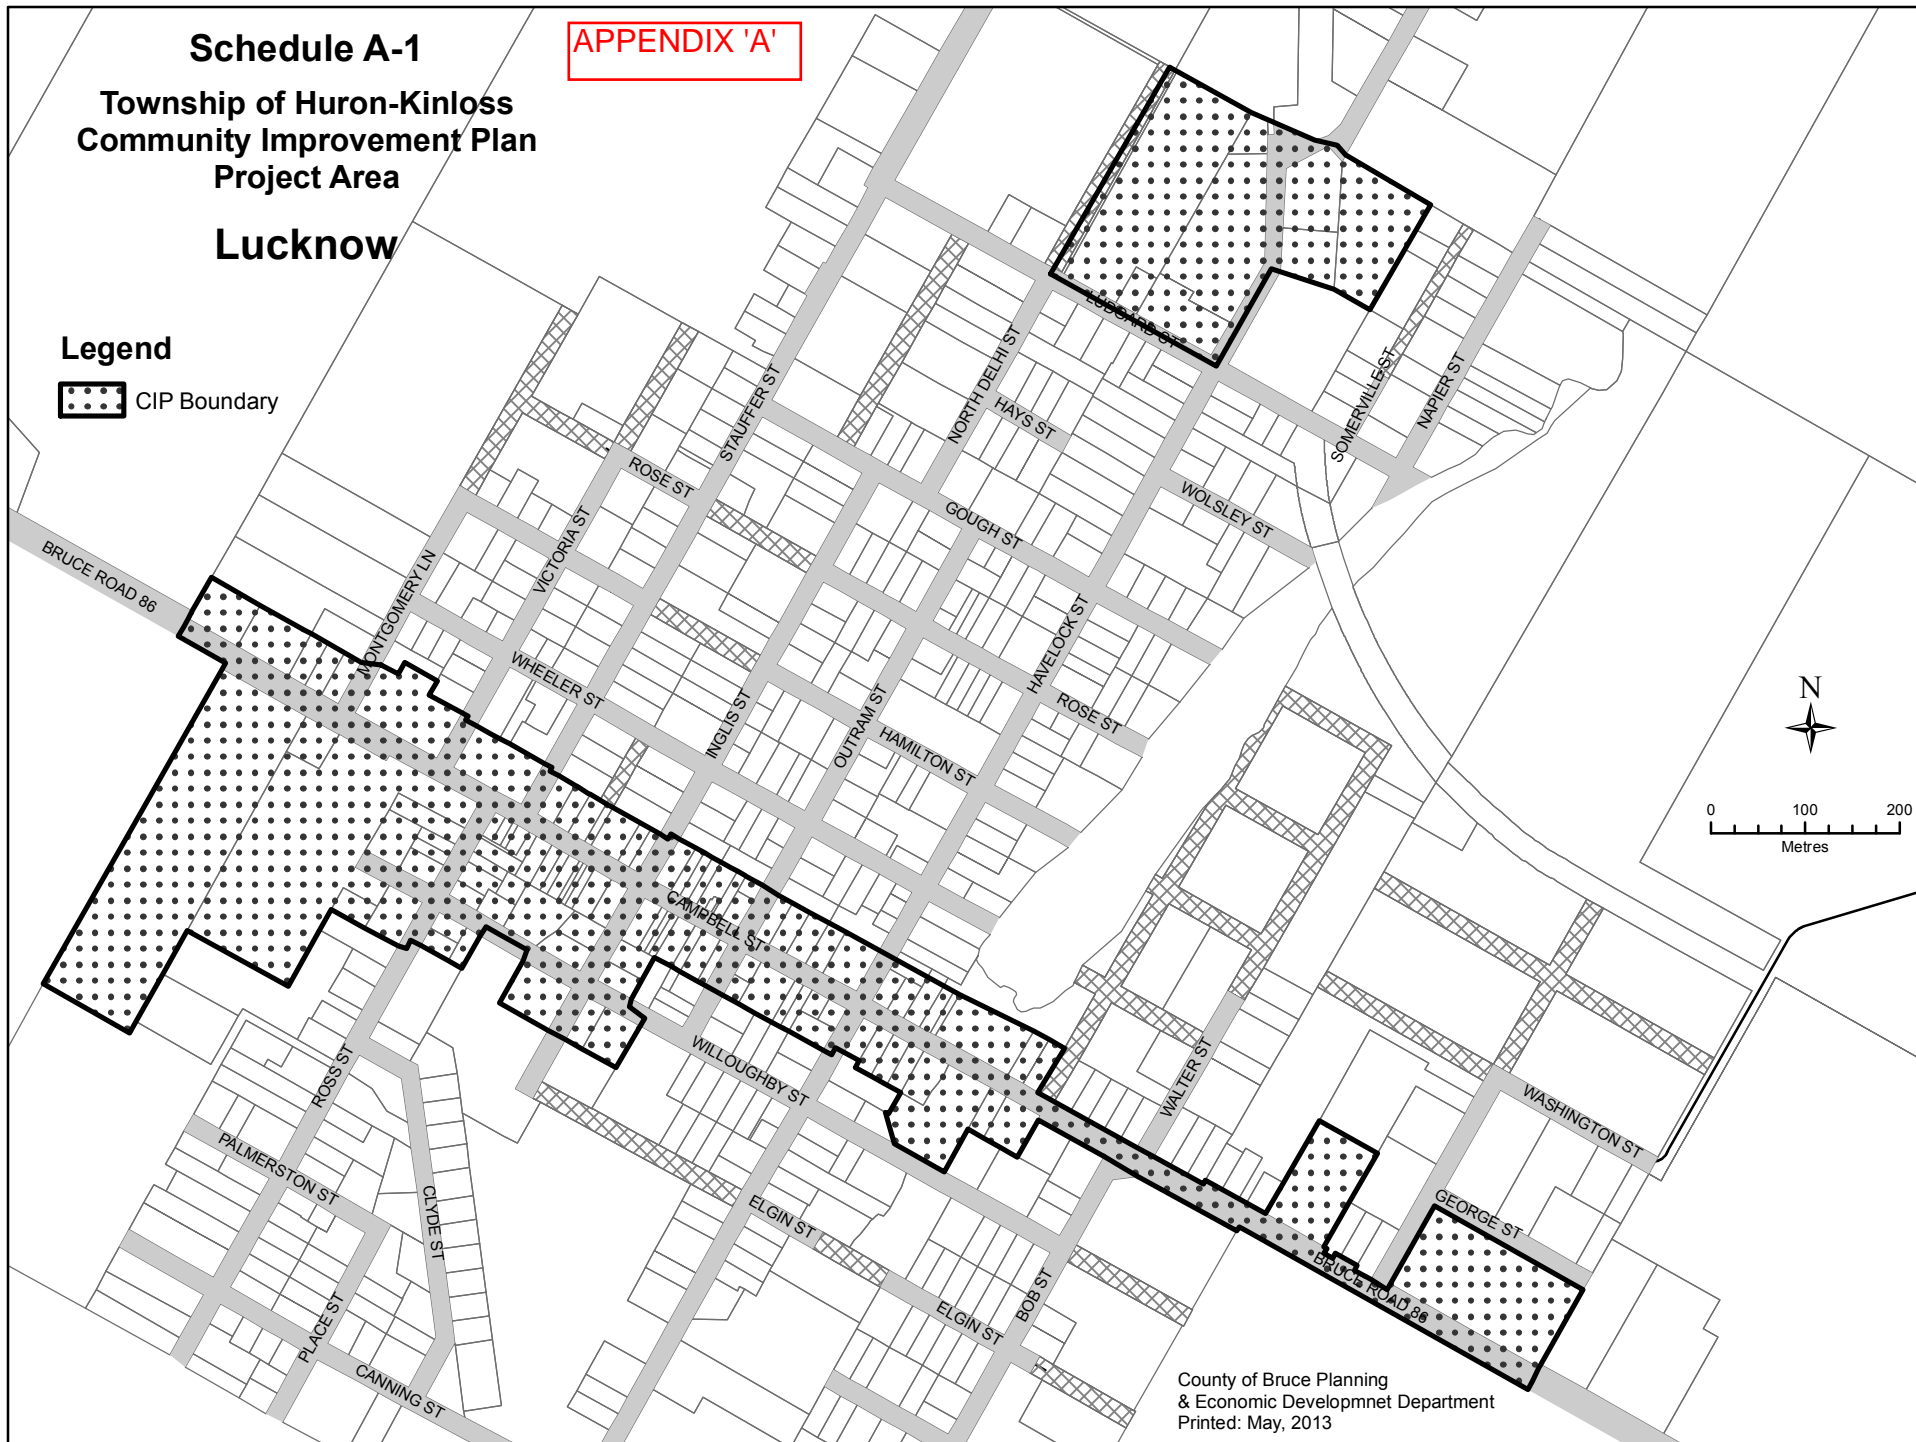 Schedule A-1
APPENDIX 'A'
Township of Huron-Kinloss
Community Improvement Plan
Project Area
Lucknow
Legend
CIP Boundary
LUDGARD ST
NORTH DELHI ST
HAYS ST
STAUFFER ST
SOMERVILLE ST
NAPIER ST
ROSE ST
WOLSLEY ST
GOUGH ST
VICTORIA ST
BRUCE ROAD 86
MONTGOMERY LN
HAVELOCK ST
WHEELER ST
INGLIS ST
OUTRAM ST
ROSE ST
HAMILTON ST
N
0 100 200
Metres
CAMPBELL ST
WILLOUGHBY ST
ROSS ST
WALTER ST
WASHINGTON ST
PALMERSTON ST
CLYDE ST
ELGIN ST
GEORGE ST
BRUCE ROAD 86
BOB ST
ELGIN ST
PLACE ST
CANNING ST
County of Bruce Planning
& Economic Developmnet Department
Printed: May, 2013